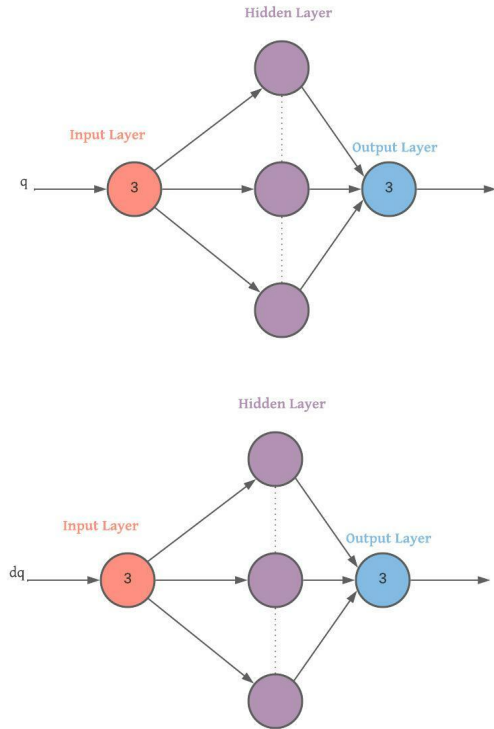 Hidden Layer
Input Layer
Output Layer
q
3
3
Hidden Layer
Input Layer
Output Layer
dq
3
3